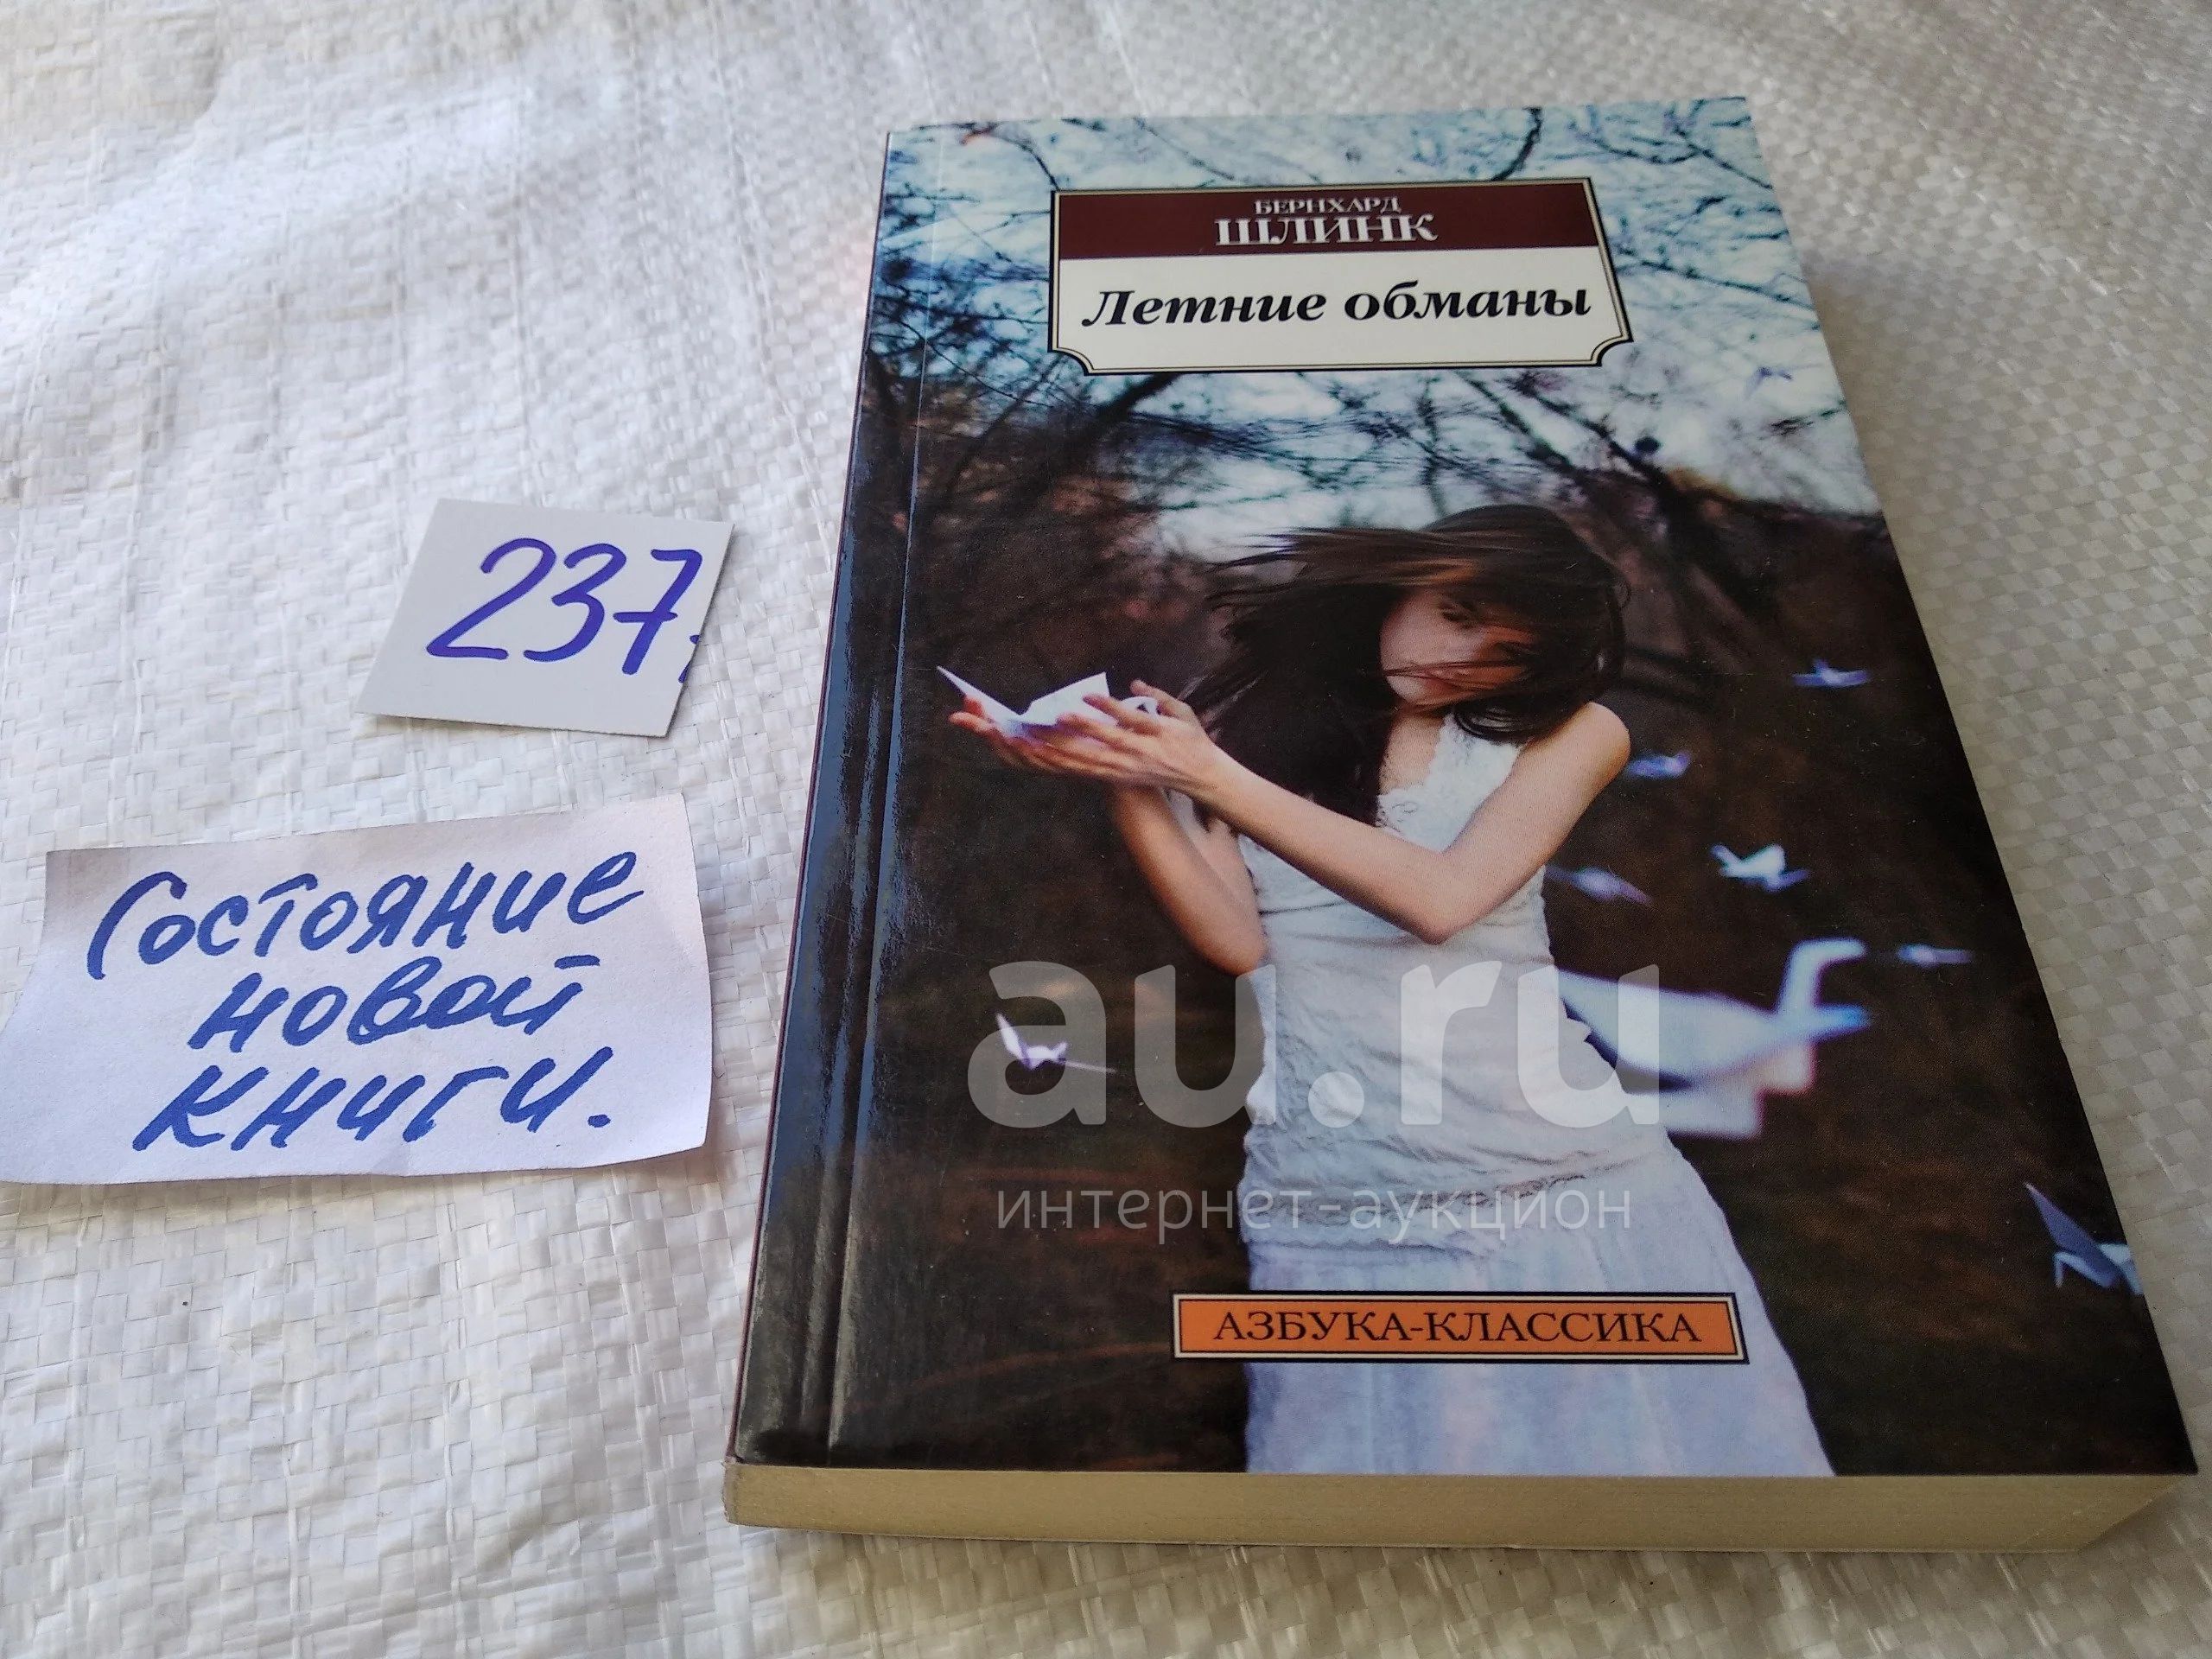 БЕРНХАРД
ШЛИНК
Летние обманы
237.
Состояние
новой
книги.
au.ru
интернет-аукцион
АЗБУКА-КЛАССИКА